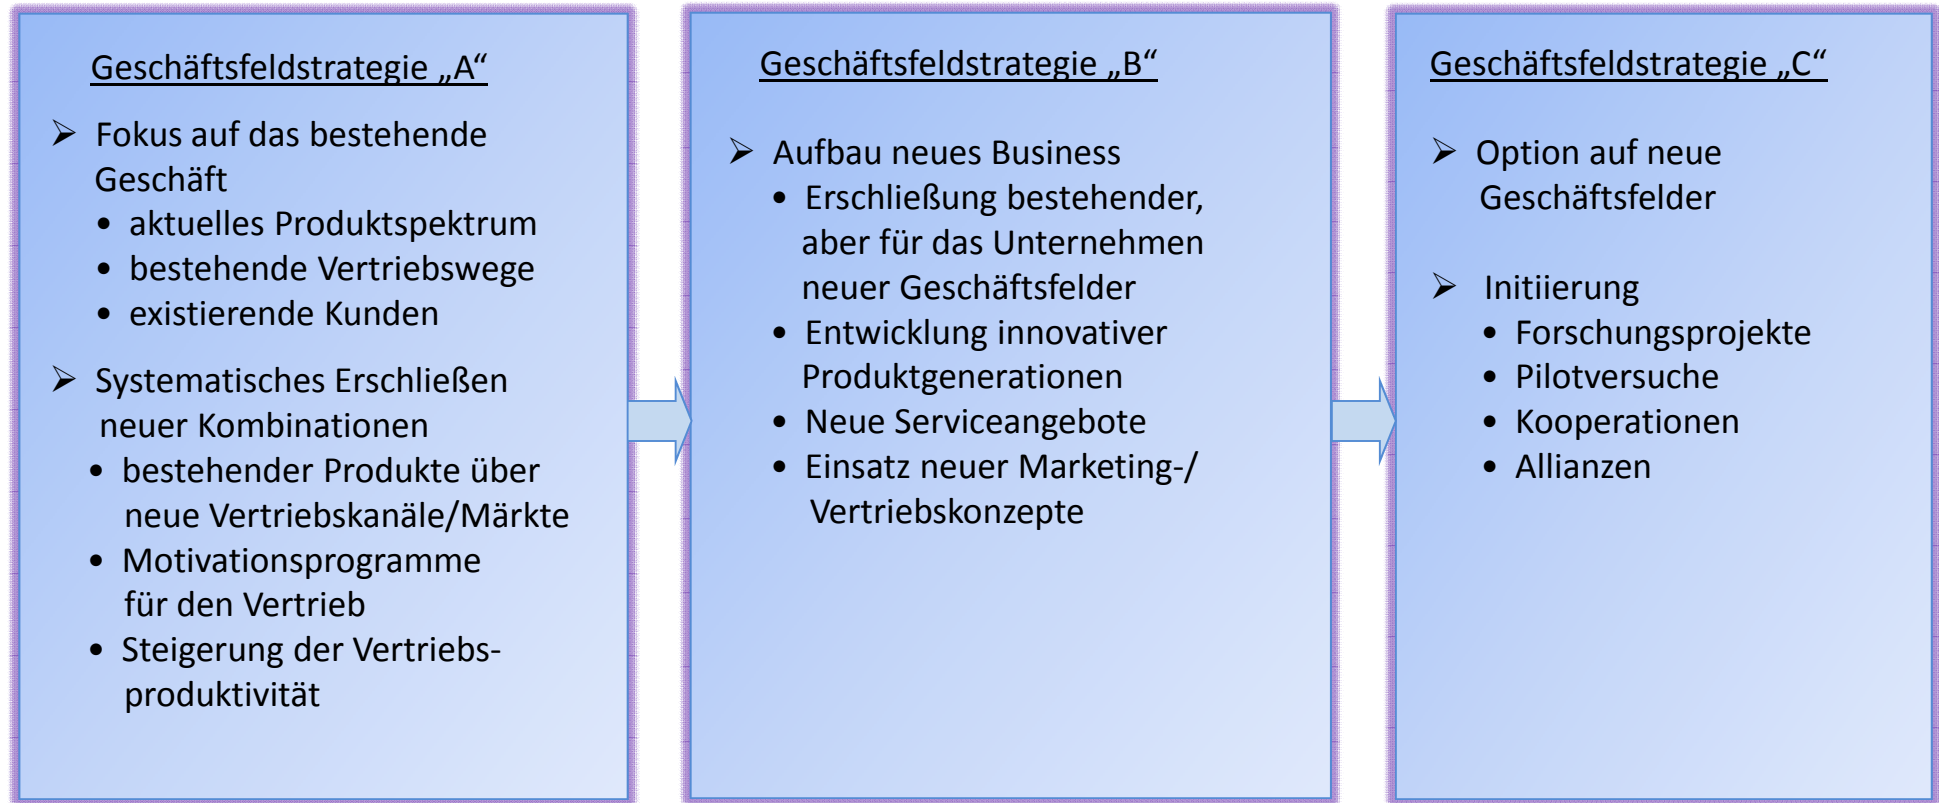 Geschäftsfeldstrategie „A“
➢ Fokus auf das bestehende
Geschäft
• aktuelles Produktspektrum
• bestehende Vertriebswege
• existierende Kunden
➢ Systematisches Erschließen
neuer Kombinationen
• bestehender Produkte über
neue Vertriebskanäle/Märkte
• Motivationsprogramme
für den Vertrieb
• Steigerung der Vertriebs-
produktivität
Geschäftsfeldstrategie „B“
➢ Aufbau neues Business
• Erschließung bestehender,
aber für das Unternehmen
neuer Geschäftsfelder
• Entwicklung innovativer
Produktgenerationen
• Neue Serviceangebote
• Einsatz neuer Marketing-/
Vertriebskonzepte
Geschäftsfeldstrategie „C“
➢ Option auf neue
Geschäftsfelder
➢ Initiierung
• Forschungsprojekte
• Pilotversuche
• Kooperationen
• Allianzen